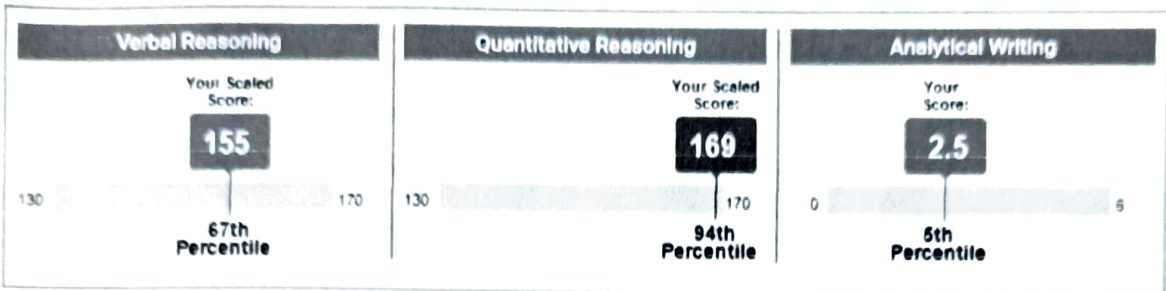 Verbal Reasoning
Your Scaled
Score:
155
130
170
67th
Percentile
Quantitative Reasoning
Your Scaled
Score:
169
130
170
94th
Percentile
Analytical Writing
Your
Score:
2.5
0
6
5th
Percentile